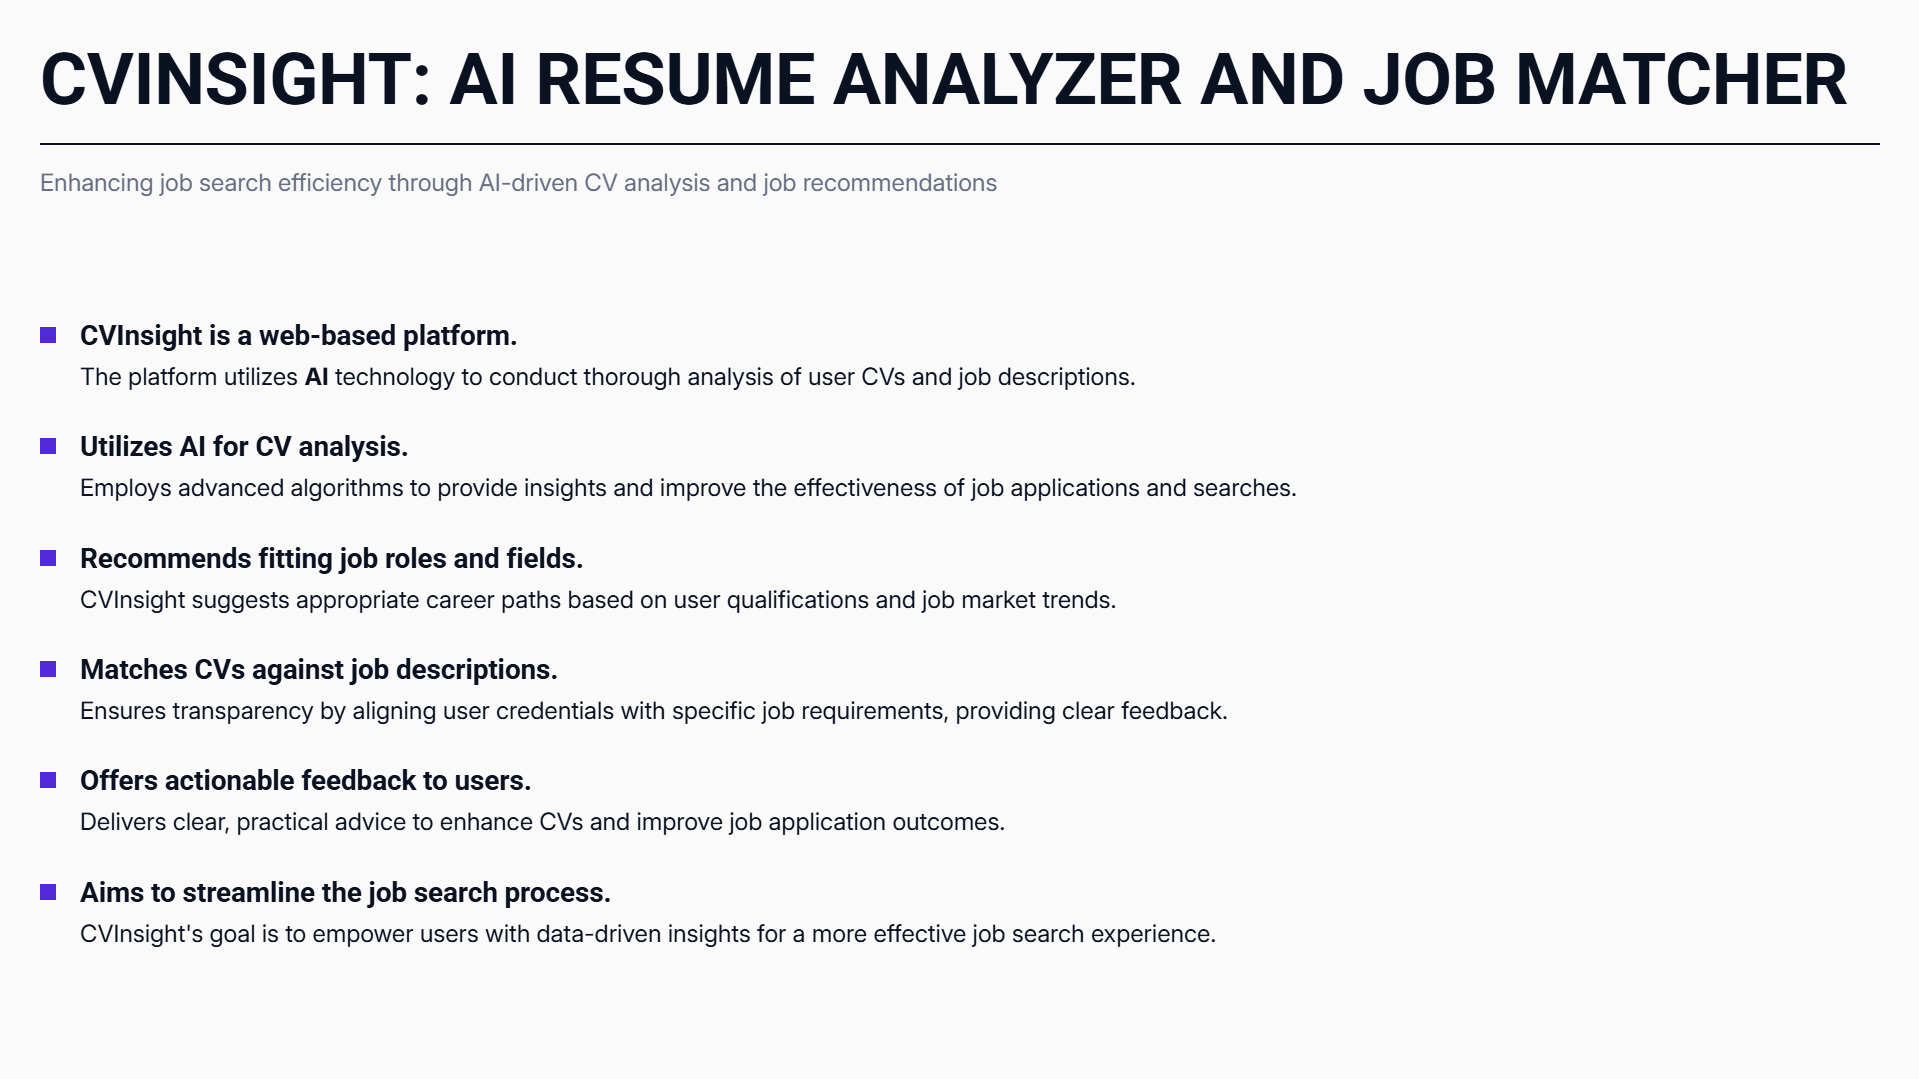 CVINSIGHT: AI RESUME ANALYZER AND JOB MATCHER
Enhancing job search efficiency through AI-driven CV analysis and job recommendations
CVInsight is a web-based platform.
The platform utilizes AI technology to conduct thorough analysis of user CVs and job descriptions.
Utilizes AI for CV analysis.
Employs advanced algorithms to provide insights and improve the effectiveness of job applications and searches.
Recommends fitting job roles and fields.
CVInsight suggests appropriate career paths based on user qualifications and job market trends.
Matches CVs against job descriptions.
Ensures transparency by aligning user credentials with specific job requirements, providing clear feedback.
Offers actionable feedback to users.
Delivers clear, practical advice to enhance CVs and improve job application outcomes.
Aims to streamline the job search process.
CVInsight's goal is to empower users with data-driven insights for a more effective job search experience.